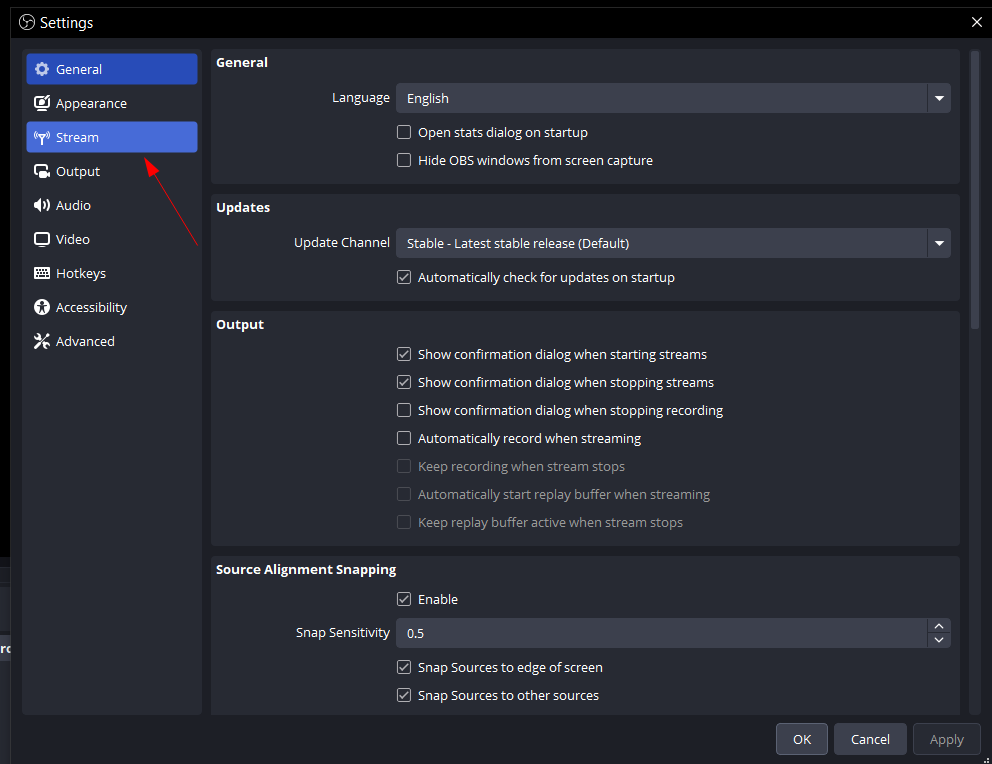 Settings
General
Appearance
Stream
Output
Audio
Video
Hotkeys
Accessibility
Advanced
General
Language English
Open stats dialog on startup
Hide OBS windows from screen capture
Updates
Update Channel Stable - Latest stable release (Default)
Automatically check for updates on startup
Output
Show confirmation dialog when starting streams
Show confirmation dialog when stopping streams
Show confirmation dialog when stopping recording
Automatically record when streaming
Keep recording when stream stops
Automatically start replay buffer when streaming
Keep replay buffer active when stream stops
Source Alignment Snapping
Enable
Snap Sensitivity 0.5
Snap Sources to edge of screen
Snap Sources to other sources
OK Cancel Apply